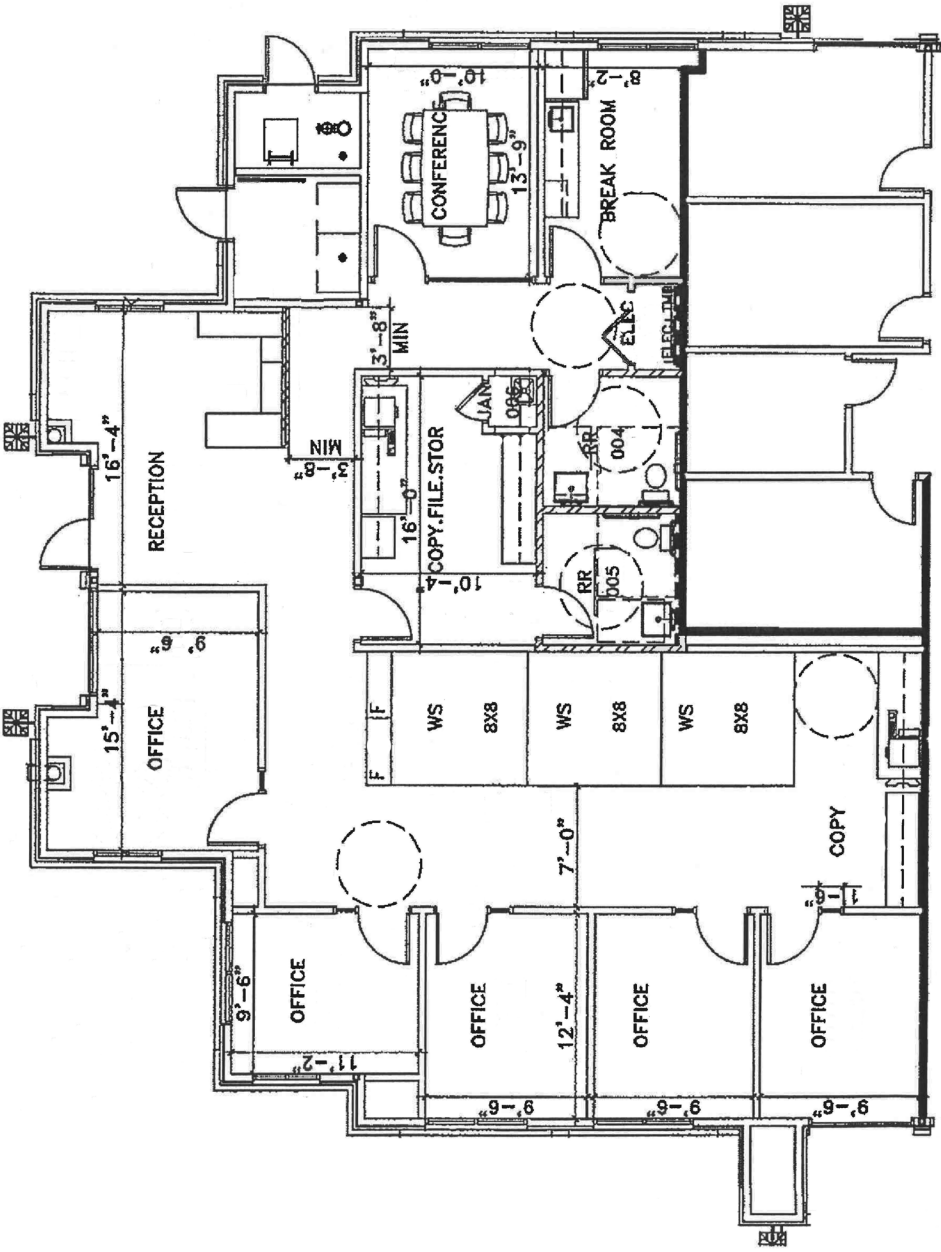 16'-4"
RECEPTION
15'-4"
OFFICE
9'-6"
3'-8"
MIN
3'-8"
MIN
CONFERENCE
13'-9"
10'-0"
BREAK ROOM
8'-2"
16'-0"
COPY.FILE.STOR
10'-4
JAN
006
ELEC
ELEC/TMB
RR
004
RR
005
F
F
WS
8X8
WS
8X8
WS
8X8
7'-0"
COPY
1'-6"
OFFICE
9'-6"
11'-2"
OFFICE
12'-4"
9'-6"
OFFICE
9'-6"
OFFICE
9'-6"